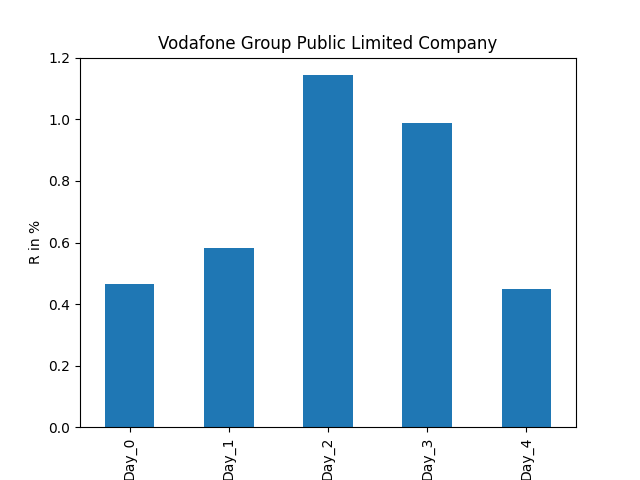 Vodafone Group Public Limited Company
1.2
1.0
0.8
0.6
0.4
0.2
0.0
R in %
Day_0
Day_1
Day_2
Day_3
Day_4